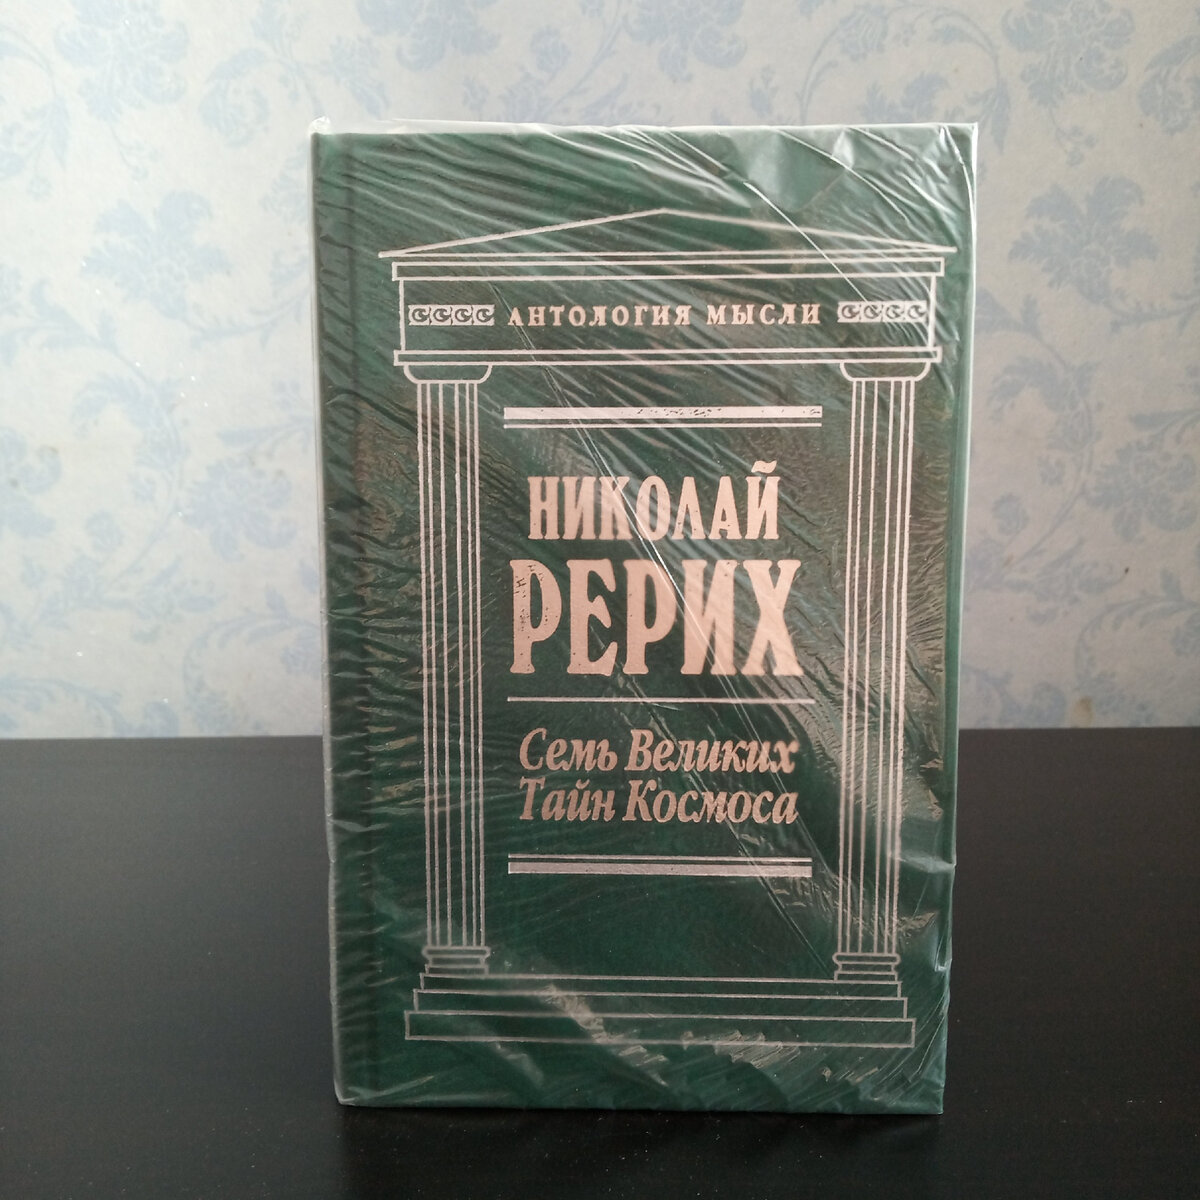 АНТОЛОГИЯ МЫСЛИ
НИКОЛАЙ
РЕРИХ
Семь Великих
Тайн Космоса